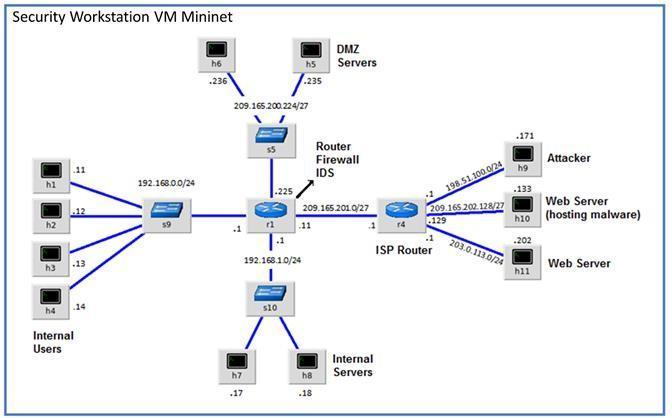 Security Workstation VM Mininet
h6
h5
DMZ
Servers
.236
.235
209.165.200.224/27
s5
Router
Firewall
IDS
.171
h9
Attacker
h1
.11
192.168.0.0/24
.225
198.51.100.0/24
.1
.133
h2
.12
s9
.1
r1
.11
209.165.201.0/27
.1
r4
209.165.202.128/27
.129
h10
Web Server
(hosting malware)
.1
.1
ISP Router
203.0.113.0/24
.202
h11
Web Server
h3
.13
192.168.1.0/24
h4
.14
s10
Internal
Users
h7
h8
Internal
Servers
.17
.18